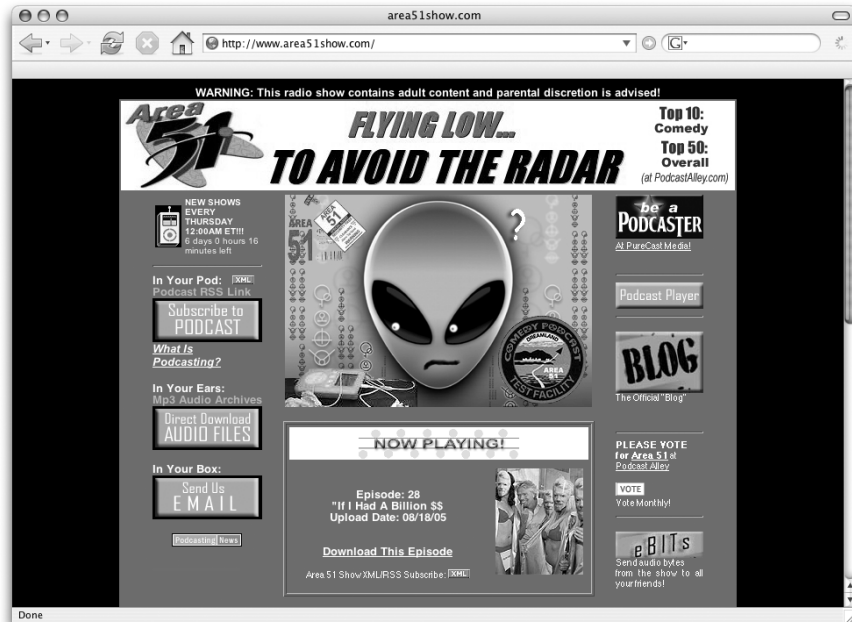 area51show.com
http://www.area51show.com/
G
WARNING: This radio show contains adult content and parental discretion is advised!
Area
51
FLYING LOW...
TO AVOID THE RADAR
Top 10:
Comedy
Top 50:
Overall
(at PodcastAlley.com)
NEW SHOWS
EVERY
THURSDAY
12:00AM ET!!!
6 days 0 hours 16
minutes left
In Your Pod: XML
Podcast RSS Link
Subscribe to
PODCAST
What Is
Podcasting?
In Your Ears:
Mp3 Audio Archives
Direct Download
AUDIO FILES
In Your Box:
Send Us
EMAIL
Podcasting News
AREA
51
AREA
51
?
COMEDY PODCAST
DREAMLAND
AREA
51
TEST FACILITY
NOW PLAYING!
Episode: 28
"If I Had A Billion $$
Upload Date: 08/18/05
Download This Episode
Area 51 Show XML/RSS Subscribe: XML
be a
PODCASTER
At PureCast Media!
Podcast Player
BLOG
The Official "Blog"
PLEASE VOTE
for Area 51 at
Podcast Alley
VOTE
Vote Monthly!
eBITs
Send audio bytes
from the show to all
your friends!
Done